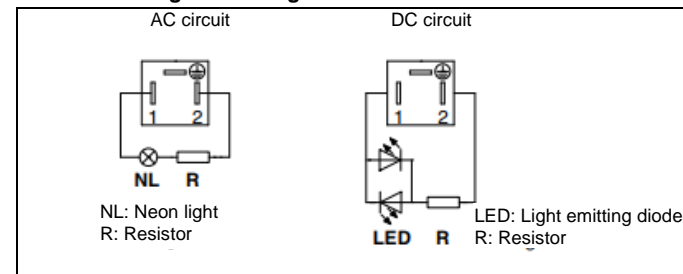 AC circuit
DC circuit
1 2
1 2
NL R
LED R
NL: Neon light
R: Resistor
LED: Light emitting diode
R: Resistor